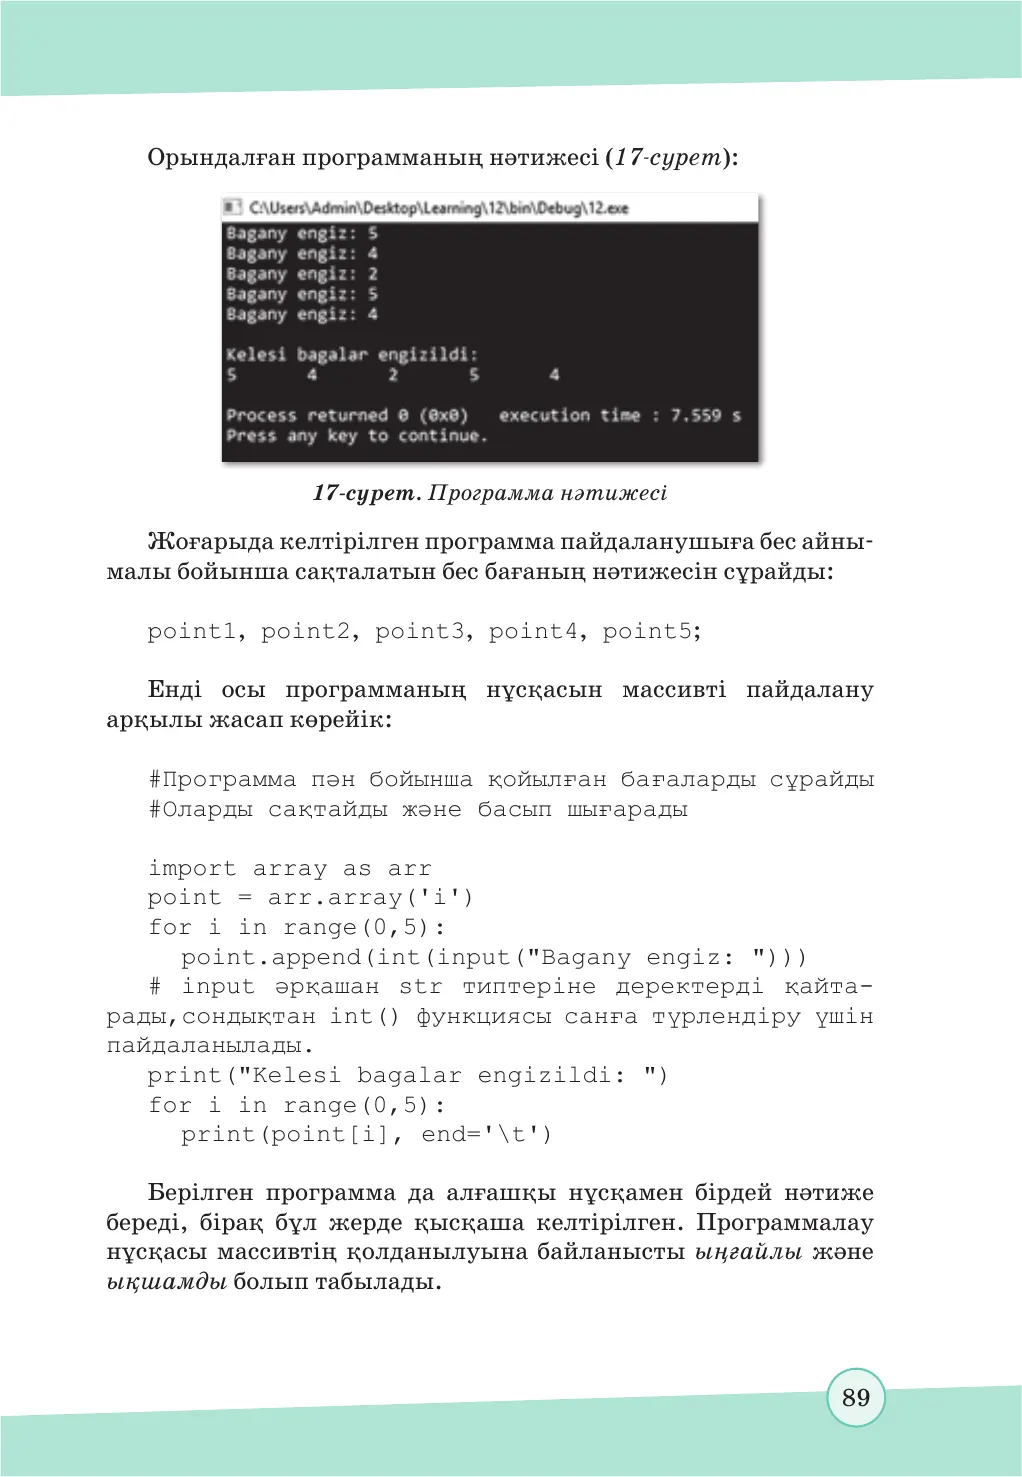 Орындалған программаның нәтижесі (17-сурет):
C:\Users\Admin\Desktop\Learning\12\bin\Debug\12.exe
Bagany engiz: 5
Bagany engiz: 4
Bagany engiz: 2
Bagany engiz: 5
Bagany engiz: 4
Kelesi bagalar engizildi:
5 4 2 5 4
Process returned 0 (0x0) execution time : 7.559 s
Press any key to continue.
17-сурет. Программа нәтижесі
Жоғарыда келтірілген программа пайдаланушыға бес айны-
малы бойынша сақталатын бес бағаның нәтижесін сұрайды:
point1, point2, point3, point4, point5;
Енді осы программаның нұсқасын массивті пайдалану
арқылы жасап көрейік:
#Программа пән бойынша қойылған бағаларды сұрайды
#Оларды сақтайды және басып шығарады
import array as arr
point = arr.array('i')
for i in range(0,5):
point.append(int(input("Bagany engiz: ")))
# input әрқашан str типтеріне деректерді қайта-
рады,сондықтан int() функциясы санға түрлендіру үшін
пайдаланылады.
print("Kelesi bagalar engizildi: ")
for i in range(0,5):
print(point[i], end='\t')
Берілген программа да алғашқы нұсқамен бірдей нәтиже
береді, бірақ бұл жерде қысқаша келтірілген. Программалау
нұсқасы массивтің қолданылуына байланысты ыңғайлы және
ықшамды болып табылады.
89